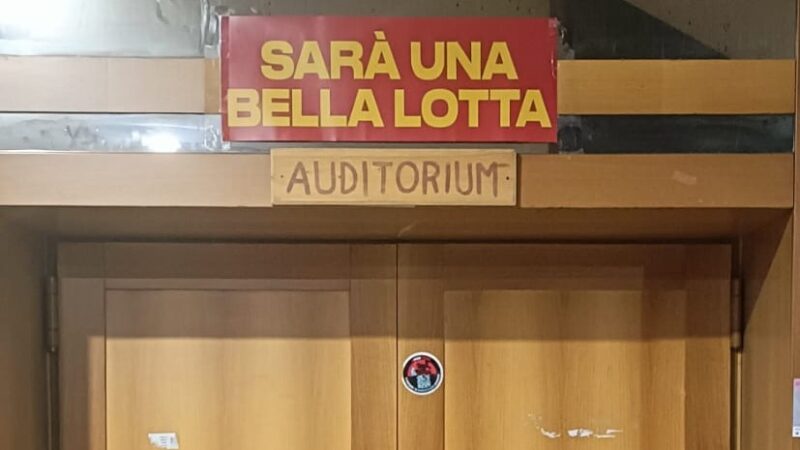 SARÀ UNA
BELLA LOTTA
AUDITORIUM